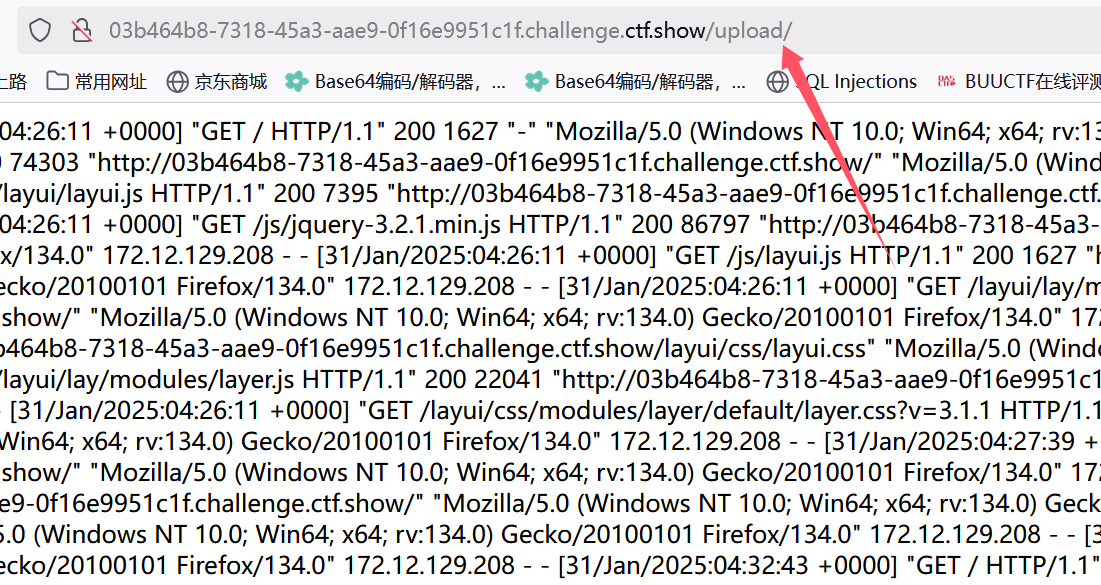 03b464b8-7318-45a3-aae9-0f16e9951c1f.challenge.ctf.show/upload/
上路 常用网址 京东商城 Base64编码/解码器，... Base64编码/解码器，... QL Injections BUUCTF在线评测
04:26:11 +0000] "GET / HTTP/1.1" 200 1627 "-" "Mozilla/5.0 (Windows NT 10.0; Win64; x64; rv:13
74303 "http://03b464b8-7318-45a3-aae9-0f16e9951c1f.challenge.ctf.show/" "Mozilla/5.0 (Wind
/layui/layui.js HTTP/1.1" 200 7395 "http://03b464b8-7318-45a3-aae9-0f16e9951c1f.challenge.ctf.
04:26:11 +0000] "GET /js/jquery-3.2.1.min.js HTTP/1.1" 200 86797 "http://03b464b8-7318-45a3-
x/134.0" 172.12.129.208 - - [31/Jan/2025:04:26:11 +0000] "GET /js/layui.js HTTP/1.1" 200 1627 "h
ecko/20100101 Firefox/134.0" 172.12.129.208 - - [31/Jan/2025:04:26:11 +0000] "GET /layui/lay/m
show/" "Mozilla/5.0 (Windows NT 10.0; Win64; x64; rv:134.0) Gecko/20100101 Firefox/134.0" 172
b464b8-7318-45a3-aae9-0f16e9951c1f.challenge.ctf.show/layui/css/layui.css" "Mozilla/5.0 (Windo
/layui/lay/modules/layer.js HTTP/1.1" 200 22041 "http://03b464b8-7318-45a3-aae9-0f16e9951c1
- [31/Jan/2025:04:26:11 +0000] "GET /layui/css/modules/layer/default/layer.css?v=3.1.1 HTTP/1.1
Win64; x64; rv:134.0) Gecko/20100101 Firefox/134.0" 172.12.129.208 - - [31/Jan/2025:04:27:39 +
show/" "Mozilla/5.0 (Windows NT 10.0; Win64; x64; rv:134.0) Gecko/20100101 Firefox/134.0" 172
e9-0f16e9951c1f.challenge.ctf.show/" "Mozilla/5.0 (Windows NT 10.0; Win64; x64; rv:134.0) Geck
5.0 (Windows NT 10.0; Win64; x64; rv:134.0) Gecko/20100101 Firefox/134.0" 172.12.129.208 - - [3
ecko/20100101 Firefox/134.0" 172.12.129.208 - - [31/Jan/2025:04:32:43 +0000] "GET / HTTP/1.1"